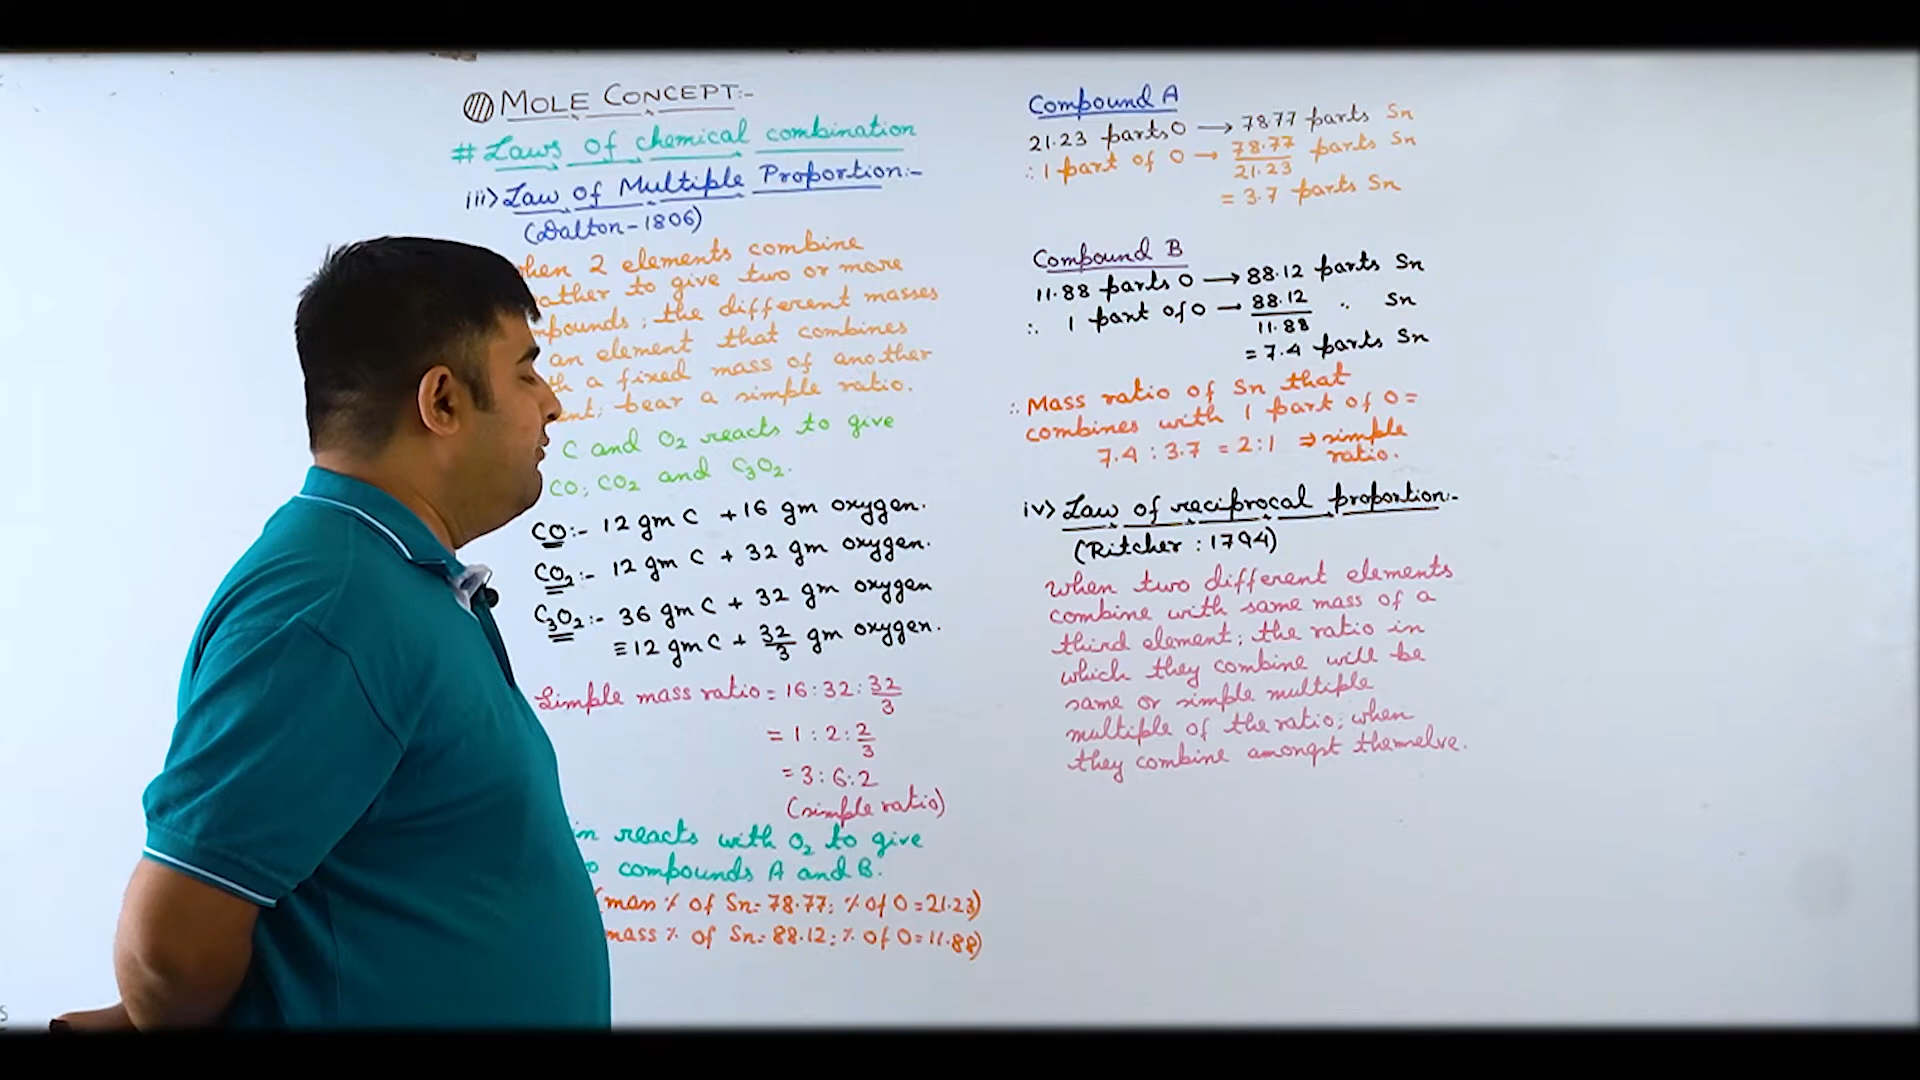 MOLE CONCEPT:-
# Laws of chemical combination
iii) Law of Multiple Proportion:-
(Dalton-1806)
2 elements combine
to give two or more
; the different masses
an element that combines
a fixed mass of another
; bear a simple ratio.
C and O2 reacts to give
CO; CO2 and C3O2.
CO:- 12 gm C + 16 gm oxygen.
CO2:- 12 gm C + 32 gm oxygen.
C3O2:- 36 gm C + 32 gm oxygen
≡ 12 gm C + 32/3 gm oxygen.
Simple mass ratio = 16 : 32 : 32/3
= 1 : 2 : 2/3
= 3 : 6 : 2
(simple ratio)
reacts with O2 to give
compounds A and B.
(mass % of Sn = 78.77; % of O = 21.23)
mass % of Sn = 88.12; % of O = 11.88)
Compound A
21.23 parts O → 78.77 parts Sn
∴ 1 part of O → 78.77/21.23 parts Sn
= 3.7 parts Sn
Compound B
11.88 parts O → 88.12 parts Sn
∴ 1 part of O → 88.12/11.88 " Sn
= 7.4 parts Sn
∴ Mass ratio of Sn that
combines with 1 part of O =
7.4 : 3.7 = 2 : 1 ⇒ simple
ratio.
iv) Law of reciprocal proportion:-
(Ritcher : 1794)
When two different elements
combine with same mass of a
third element; the ratio in
which they combine will be
same or simple multiple
multiple of the ratio; when
they combine amongst themselve.